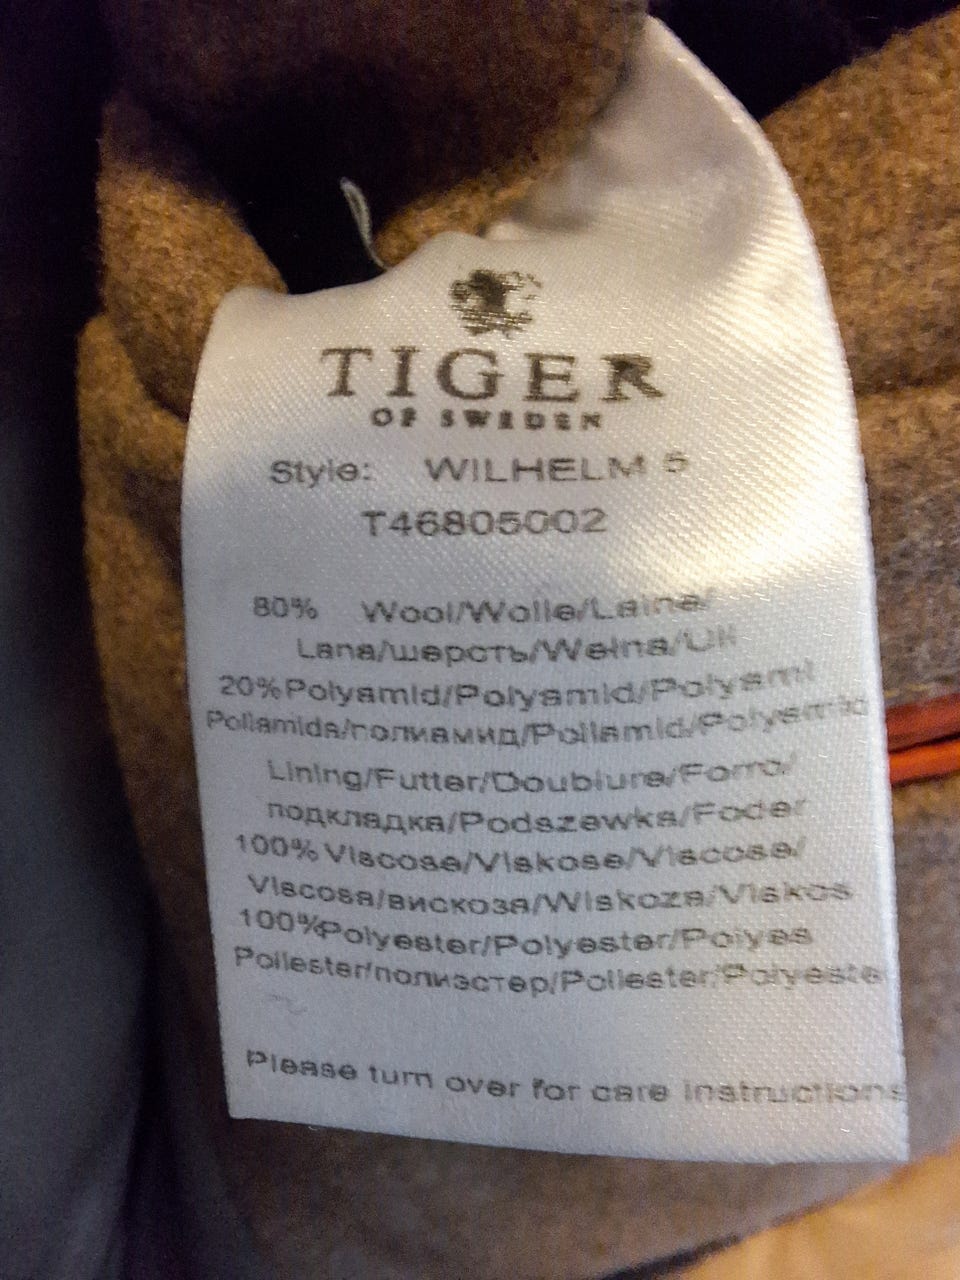 TIGER
OF SWEDEN
Style: WILHELM 5
T46805002
80% Wool/Wolle/Laine/
Lana/шерсть/Wełna/Ull
20%Polyamid/Polyamid/Polyami
Poliamida/полиамид/Poliamid/Polyamid
Lining/Futter/Doublure/Forro/
подкладка/Podszewka/Foder
100% Viscose/Viskose/Viscose/
Viscosa/вискоза/Wiskoza/Viskos
100%Polyester/Polyester/Polyes
Poliester/полиэстер/Poliester/Polyeste
Please turn over for care instructions